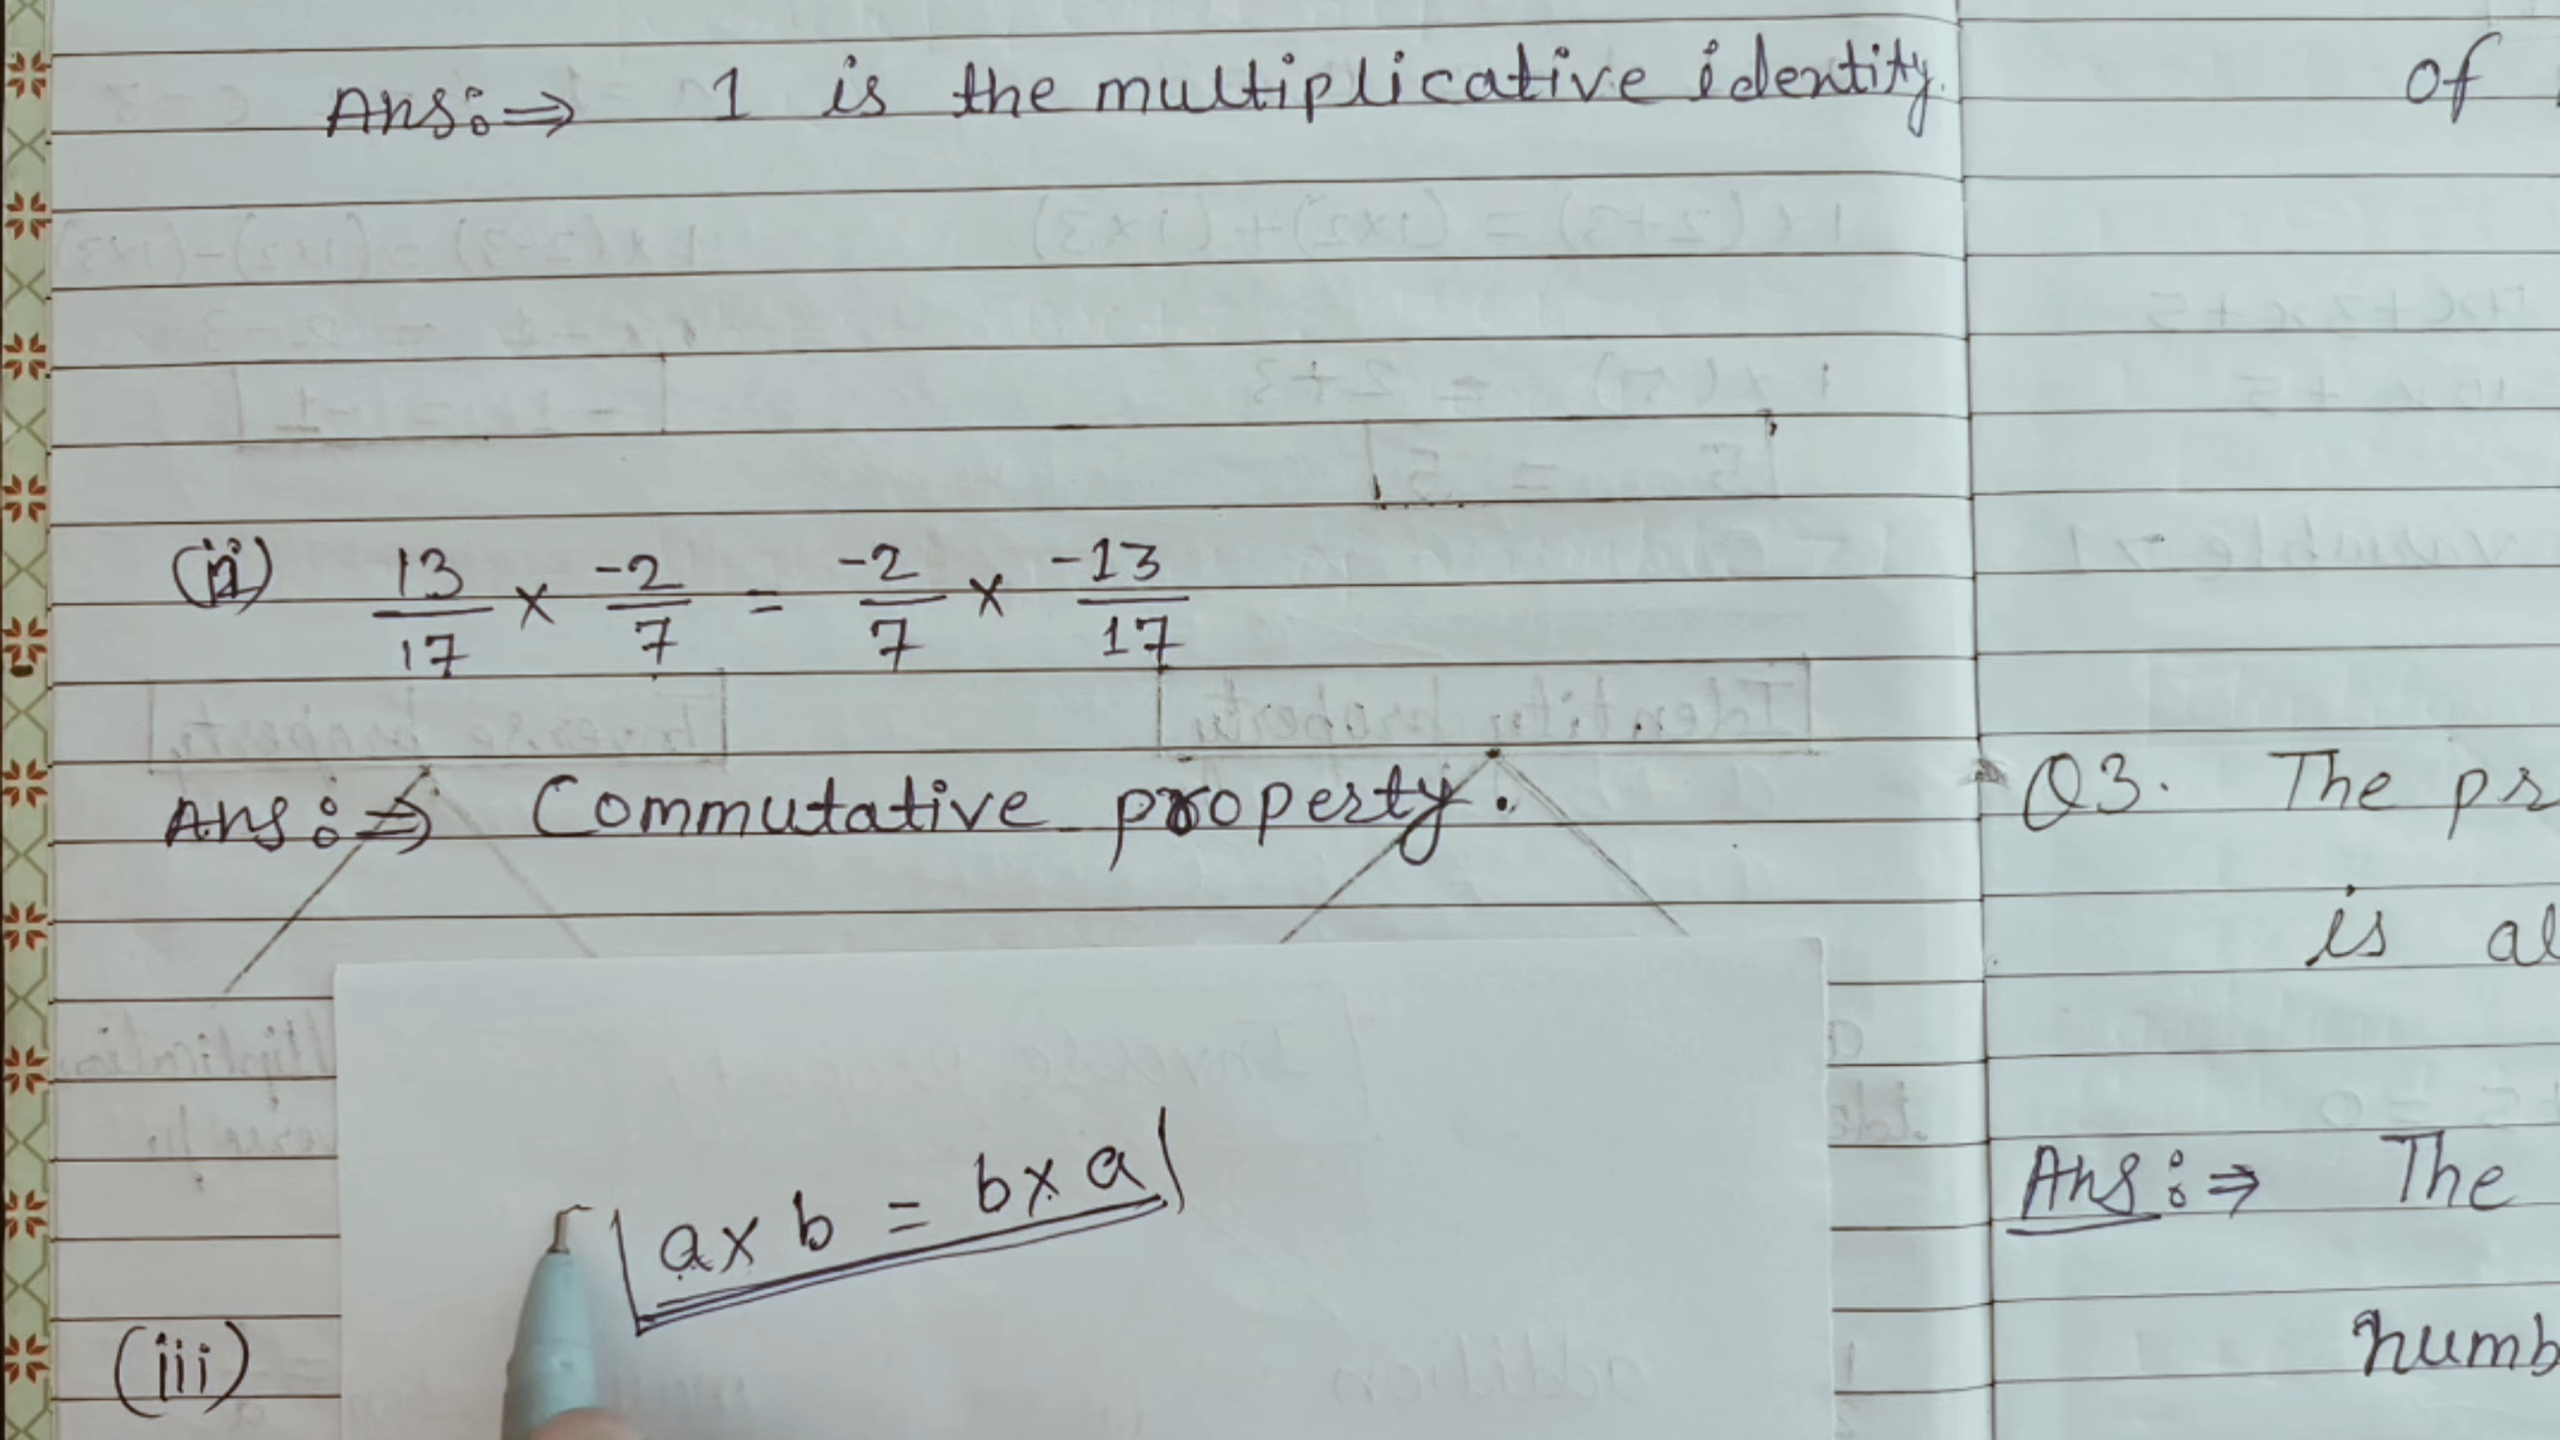 Ans:⇒ 1 is the multiplicative identity.
(ii) 13/17 × -2/7 = -2/7 × -13/17
Ans:⇒ Commutative property.
a × b = b × a
(iii)
of
Q3. The pr
is al
Ans:⇒ The
numb